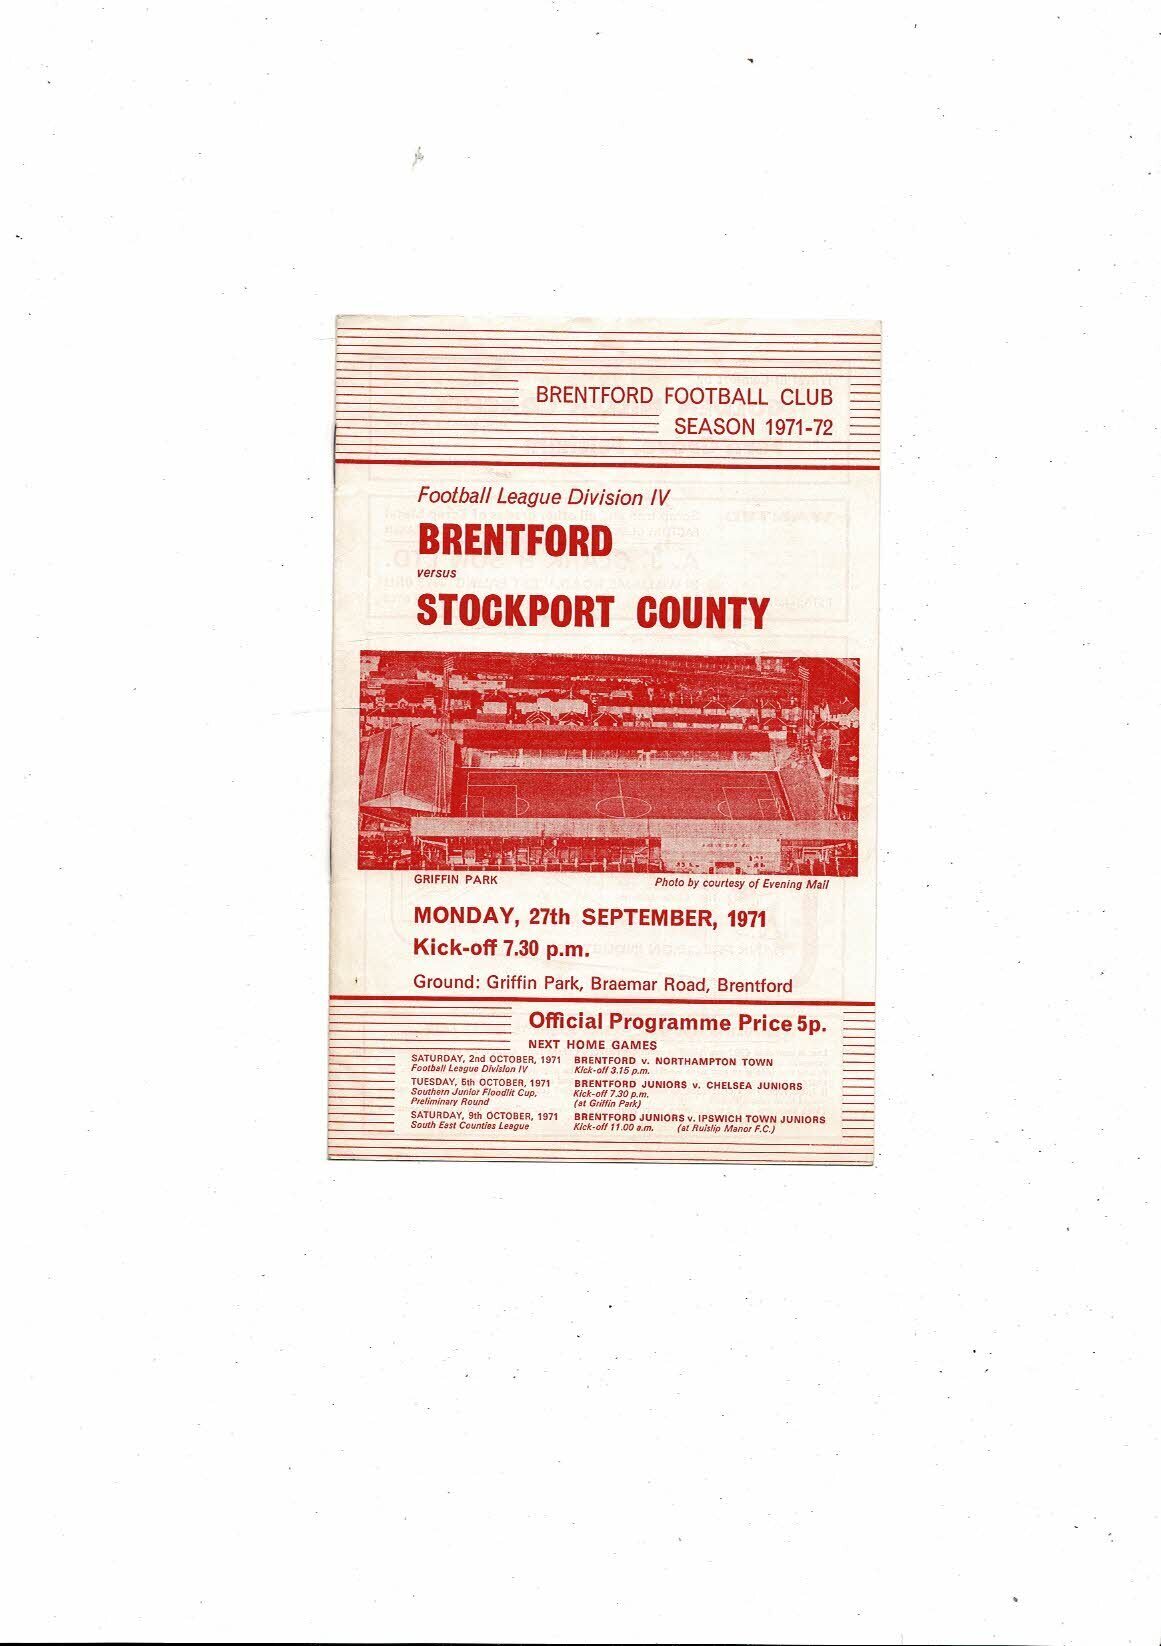 BRENTFORD FOOTBALL CLUB
SEASON 1971-72
Football League Division IV
BRENTFORD
versus
STOCKPORT COUNTY
GRIFFIN PARK
Photo by courtesy of Evening Mail
MONDAY, 27th SEPTEMBER, 1971
Kick-off 7.30 p.m.
Ground: Griffin Park, Braemar Road, Brentford
Official Programme Price 5p.
NEXT HOME GAMES
SATURDAY, 2nd OCTOBER, 1971 BRENTFORD v. NORTHAMPTON TOWN
Football League Division IV Kick-off 3.15 p.m.
TUESDAY, 5th OCTOBER, 1971 BRENTFORD JUNIORS v. CHELSEA JUNIORS
Southern Junior Floodlit Cup, Kick-off 7.30 p.m.
Preliminary Round (at Griffin Park)
SATURDAY, 9th OCTOBER, 1971 BRENTFORD JUNIORS v. IPSWICH TOWN JUNIORS
South East Counties League Kick-off 11.00 a.m. (at Ruislip Manor F.C.)